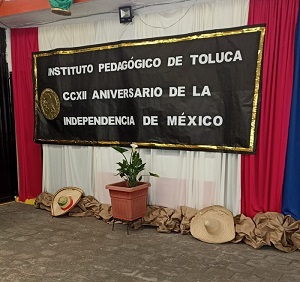 INSTITUTO PEDAGÓGICO DE TOLUCA
CCXII ANIVERSARIO DE LA
INDEPENDENCIA DE MÉXICO